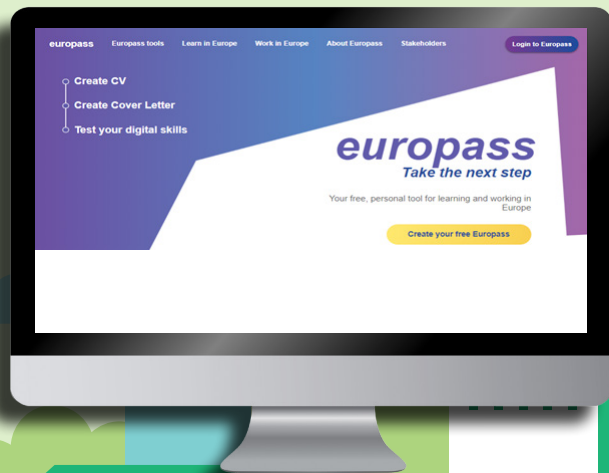 europass Europass tools Learn in Europe Work in Europe About Europass Stakeholders Login to Europass
Create CV
Create Cover Letter
Test your digital skills
europass
Take the next step
Your free, personal tool for learning and working in
Europe
Create your free Europass